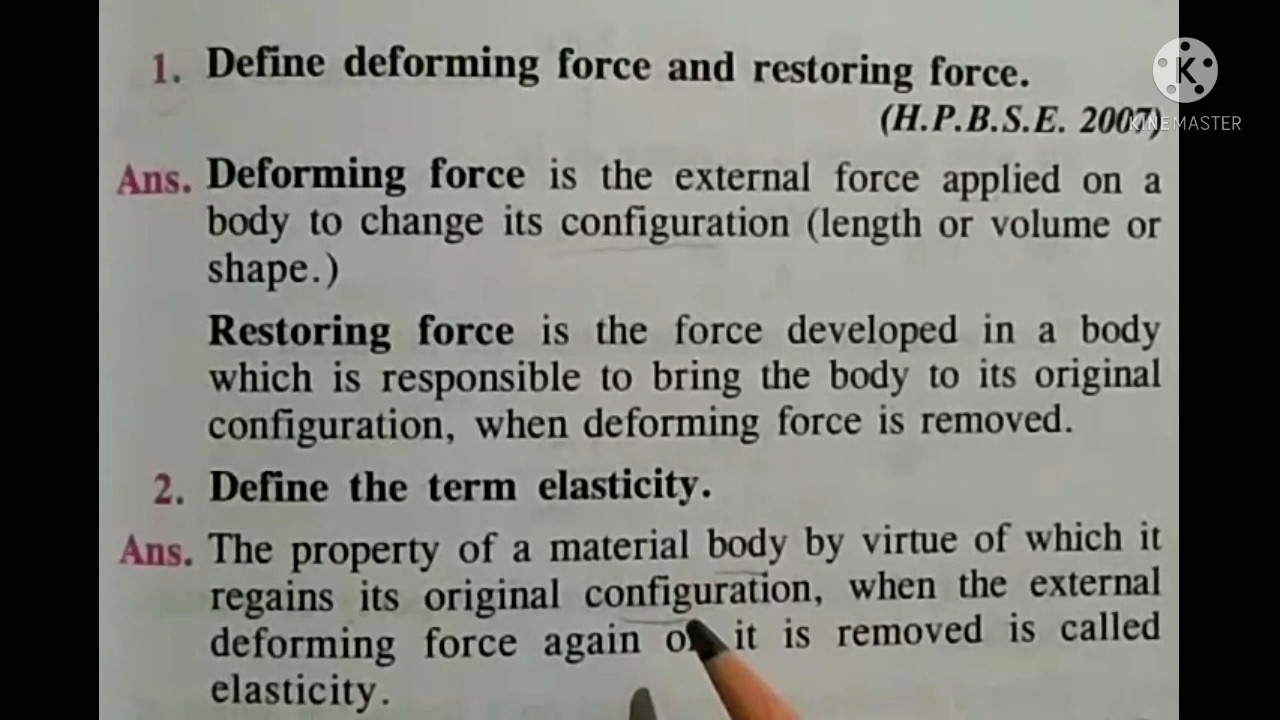 1. Define deforming force and restoring force.
(H.P.B.S.E. 2007)
K
KINEMASTER
Ans. Deforming force is the external force applied on a
body to change its configuration (length or volume or
shape.)
Restoring force is the force developed in a body
which is responsible to bring the body to its original
configuration, when deforming force is removed.
2. Define the term elasticity.
Ans. The property of a material body by virtue of which it
regains its original configuration, when the external
deforming force again it is removed is called
elasticity.